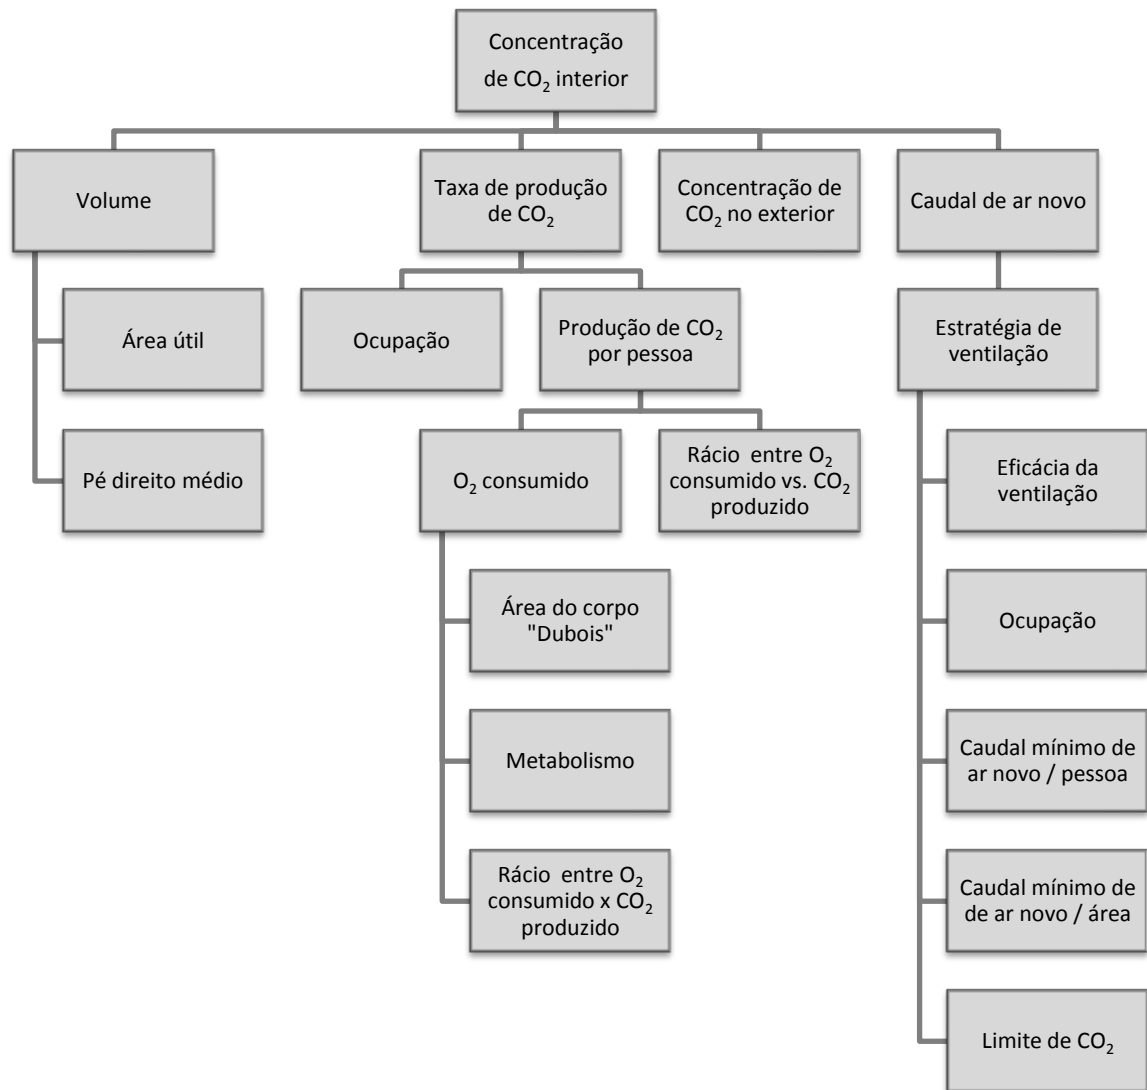 Concentração
de CO₂ interior
Volume
Taxa de produção
de CO₂
Concentração de
CO₂ no exterior
Caudal de ar novo
Área útil
Ocupação
Produção de CO₂
por pessoa
Estratégia de
ventilação
Pé direito médio
O₂ consumido
Rácio entre O₂
consumido vs. CO₂
produzido
Eficácia da
ventilação
Área do corpo
"Dubois"
Ocupação
Metabolismo
Caudal mínimo de
ar novo / pessoa
Rácio entre O₂
consumido x CO₂
produzido
Caudal mínimo de
de ar novo / área
Limite de CO₂